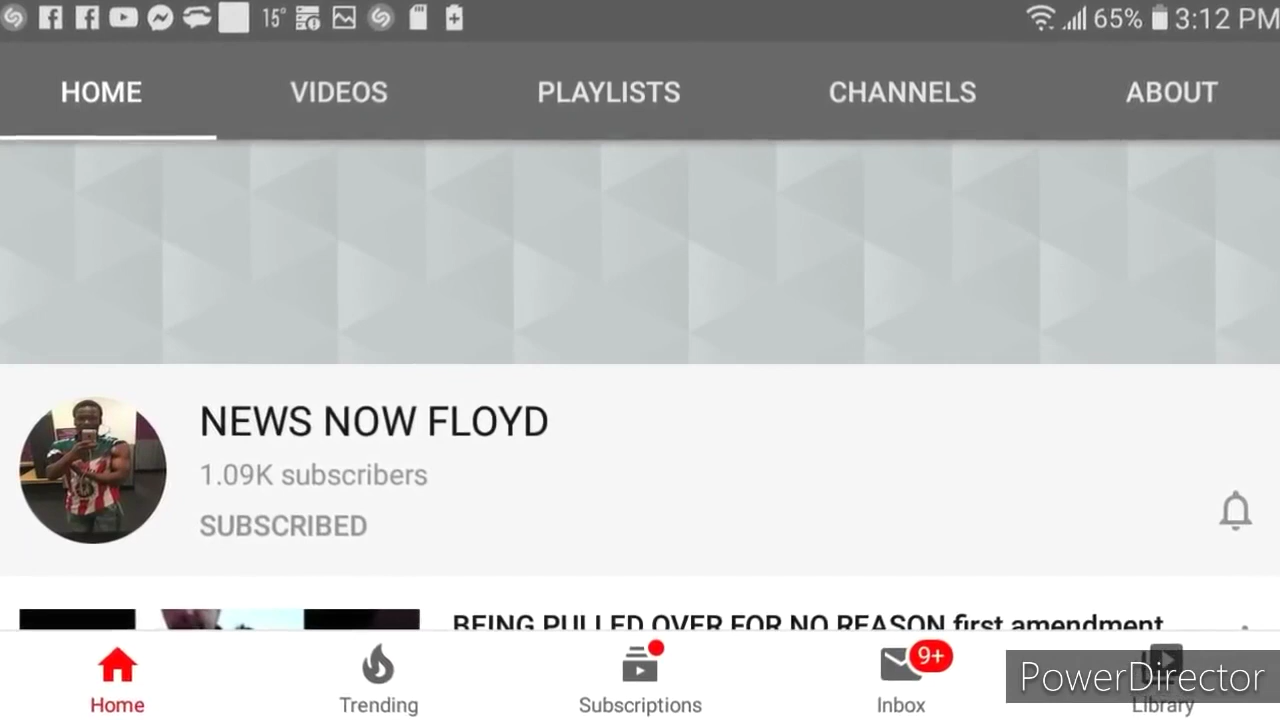 15° 65% 3:12 PM
HOME VIDEOS PLAYLISTS CHANNELS ABOUT
NEWS NOW FLOYD
1.09K subscribers
SUBSCRIBED
BEING PULLED OVER FOR NO REASON first amendment
9+
Home Trending Subscriptions Inbox Library
PowerDirector